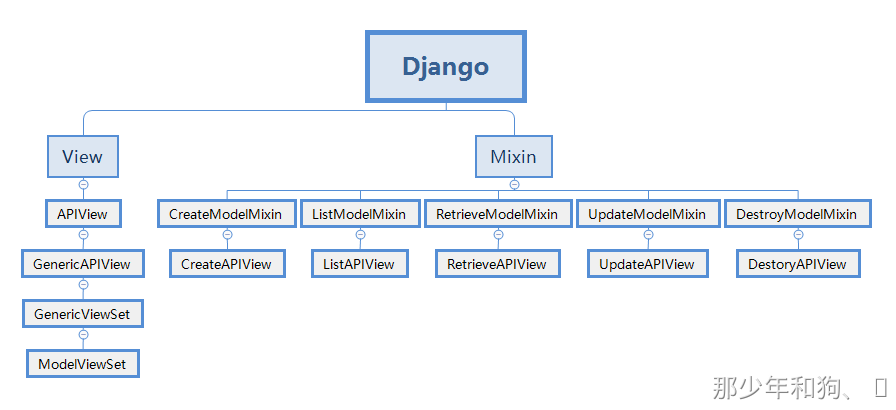 Django
View
Mixin
APIView
CreateModelMixin
ListModelMixin
RetrieveModelMixin
UpdateModelMixin
DestroyModelMixin
GenericAPIView
CreateAPIView
ListAPIView
RetrieveAPIView
UpdateAPIView
DestoryAPIView
GenericViewSet
ModelViewSet
那少年和狗、